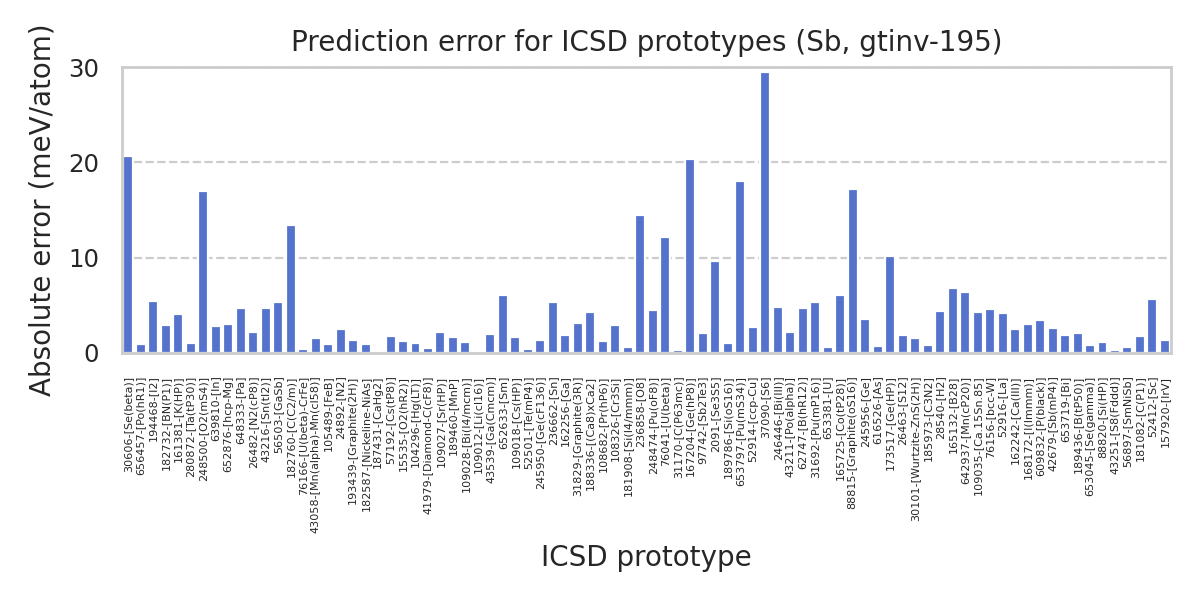 Prediction error for ICSD prototypes (Sb, gtinv-195)
Absolute error (meV/atom)
30
20
10
0
30606-[Se(beta)]
656457-[Po(hR1)]
194468-[I2]
182732-[BN(P1)]
161381-[K(HP)]
280872-[Ta(tP30)]
248500-[O2(mS4)]
639810-[In]
652876-[hcp-Mg]
64833-[Pa]
26482-[N2(cP8)]
43216-[Sn(tI2)]
56503-[GaSb]
182760-[C(C2/m)]
76166-[U(beta)-CrFe]
43058-[Mn(alpha)-Mn(cI58)]
105489-[FeB]
24892-[N2]
193439-[Graphite(2H)]
182587-[Nickeline-NiAs]
187431-[CaHg2]
57192-[Cs(tP8)]
15535-[O2(hR2)]
104296-[Hg(LT)]
41979-[Diamond-C(cF8)]
109027-[Sr(HP)]
189460-[MnP]
109028-[Bi(I4/mcm)]
109012-[Li(cI16)]
43539-[Ga(Cmcm)]
652633-[Sm]
109018-[Cs(HP)]
52501-[Te(mP4)]
245950-[Ge(cF136)]
236662-[Sn]
162256-[Ga]
31829-[Graphite(3R)]
188336-[(Ca8)xCa2]
108682-[Pr(hP6)]
108326-[Cr3Si]
181908-[Si(I4/mmm)]
236858-[O8]
248474-[Pu(oF8)]
76041-[U(beta)]
31170-[C(P63mc)]
167204-[Ge(hP8)]
97742-[Sb2Te3]
2091-[Se3S5]
189786-[Si(oS16)]
653797-[Pu(mS34)]
37090-[S6]
52914-[ccp-Cu]
246446-[Bi(III)]
43211-[Po(alpha)]
62747-[B(hR12)]
31692-[Pu(mP16)]
653381-[U]
165725-[Co(tP28)]
88815-[Graphite(oS16)]
245956-[Ge]
616526-[As]
26463-[S12]
173517-[Ge(HP)]
30101-[Wurtzite-ZnS(2H)]
185973-[C3N2]
28540-[H2]
165132-[B28]
642937-[Mn(cP20)]
109035-[Ca.15Sn.85]
76156-[bcc-W]
52916-[La]
162242-[Ca(III)]
168172-[I(Immm)]
609832-[P(black)]
42679-[Sb(mP4)]
653719-[Bi]
189436-[B(tP50)]
653045-[Se(gamma)]
88820-[Si(HP)]
43251-[S8(Fddd)]
56897-[SmNiSb]
181082-[C(P1)]
52412-[Sc]
157920-[IrV]
ICSD prototype